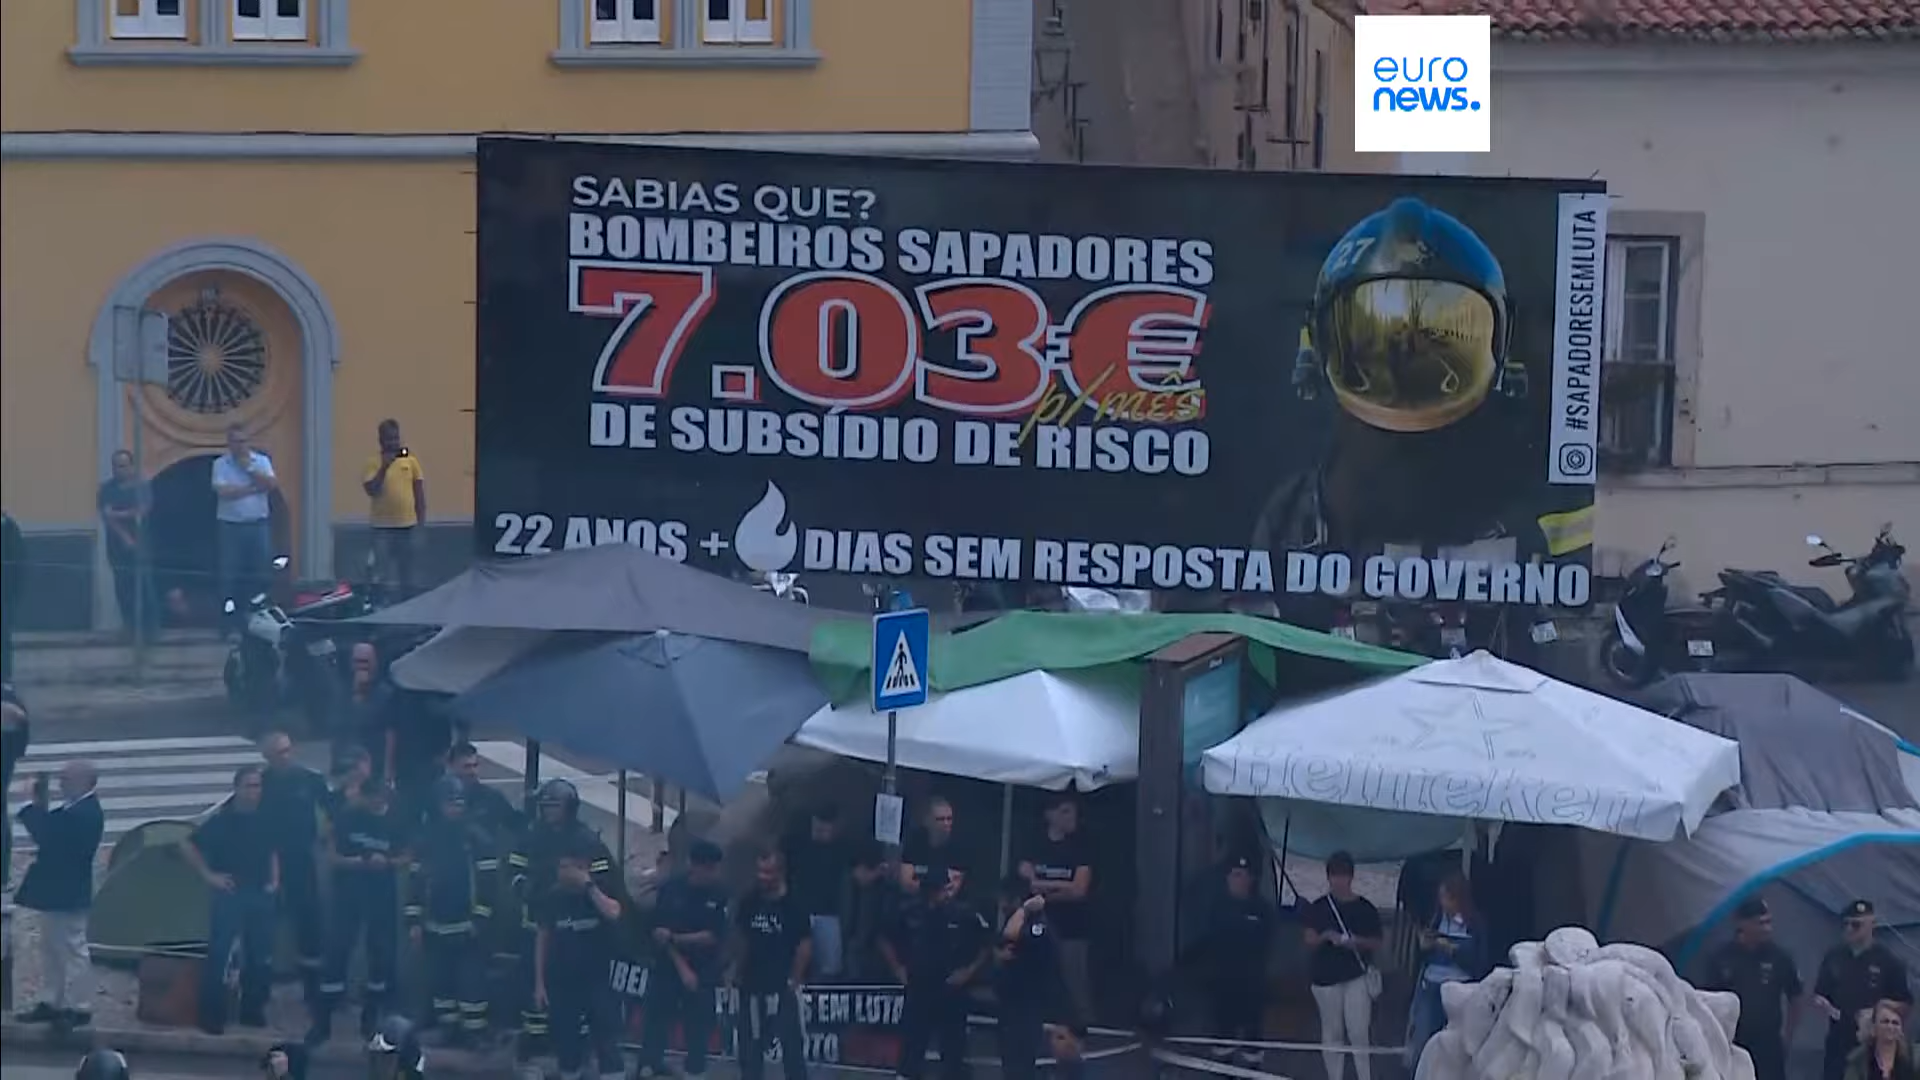 euro
news.
SABIAS QUE?
BOMBEIROS SAPADORES
7.03€
p/mês
DE SUBSÍDIO DE RISCO
22 ANOS + DIAS SEM RESPOSTA DO GOVERNO
#SAPADORESEMLUTA
27
Heineken
S EM LUTA